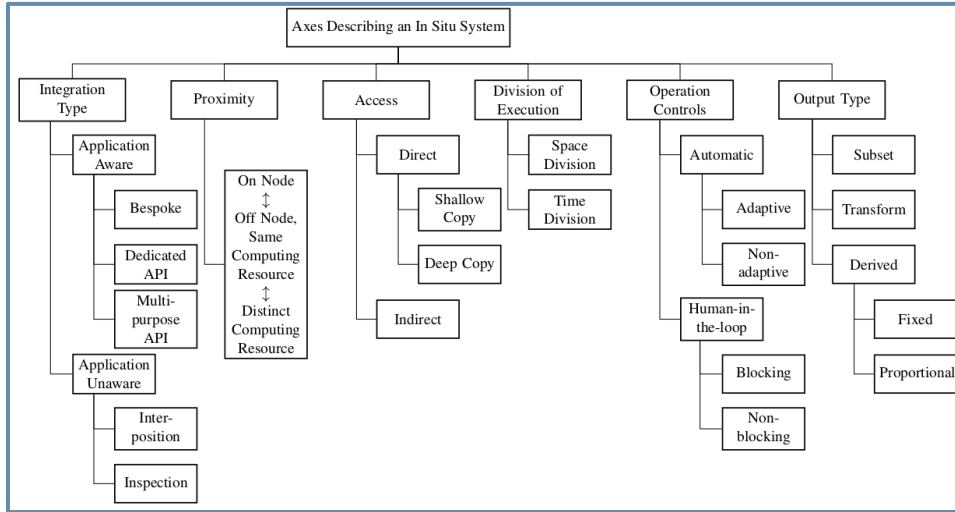 Axes Describing an In Situ System
Integration
Type
Proximity
Access
Division of
Execution
Operation
Controls
Output Type
Application
Aware
Bespoke
Dedicated
API
Multi-
purpose
API
Application
Unaware
Inter-
position
Inspection
On Node
↕
Off Node,
Same
Computing
Resource
↕
Distinct
Computing
Resource
Direct
Shallow
Copy
Deep Copy
Indirect
Space
Division
Time
Division
Automatic
Adaptive
Non-
adaptive
Human-in-
the-loop
Blocking
Non-
blocking
Subset
Transform
Derived
Fixed
Proportional